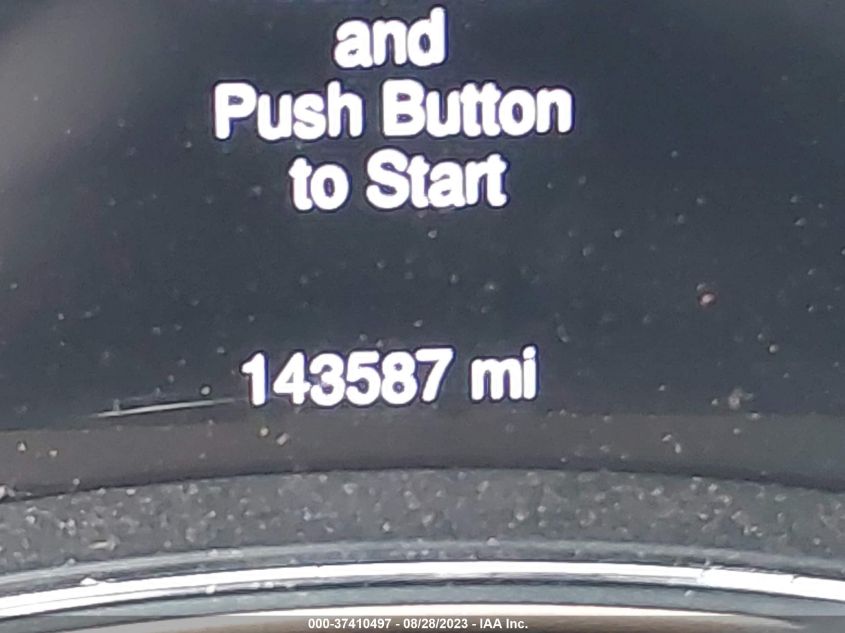 and
Push Button
to Start
143587 mi
000-37410497 - 08/28/2023 - IAA Inc.